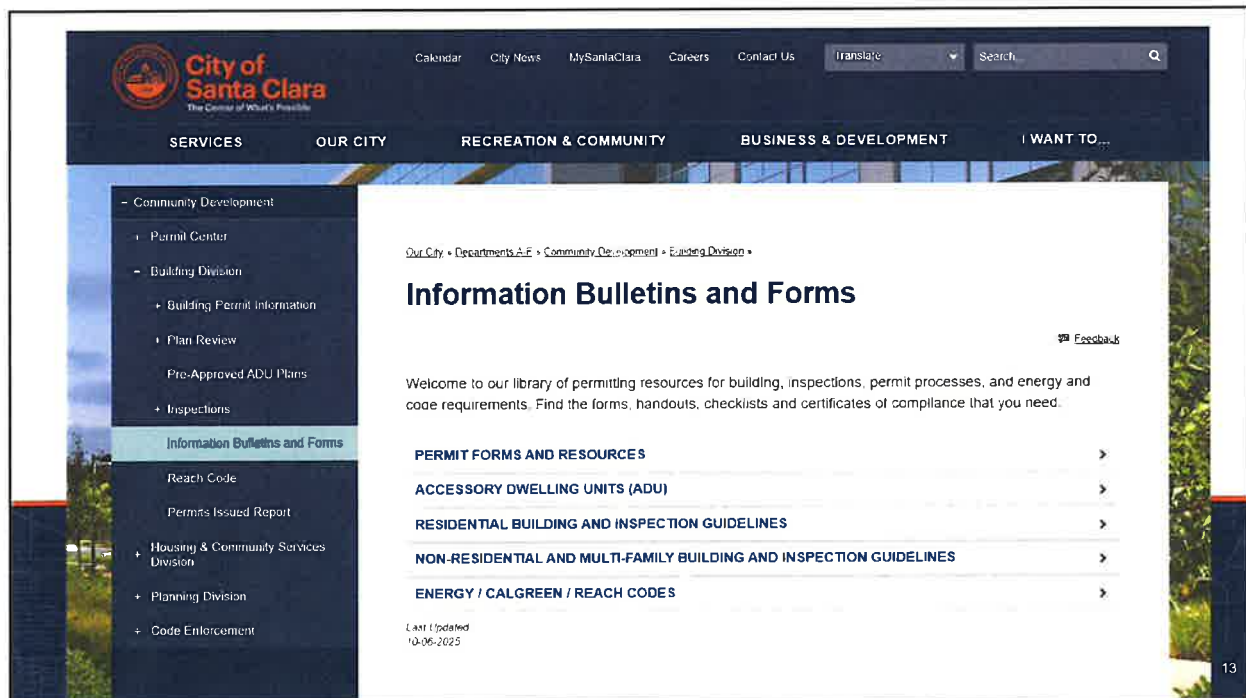 City of
Santa Clara
The Center of What's Possible
Calendar City News MySantaClara Careers Contact Us Translate Search...
SERVICES OUR CITY RECREATION & COMMUNITY BUSINESS & DEVELOPMENT I WANT TO...
- Community Development
+ Permit Center
- Building Division
+ Building Permit Information
+ Plan Review
Pre-Approved ADU Plans
+ Inspections
Information Bulletins and Forms
Reach Code
Permits Issued Report
+ Housing & Community Services
Division
+ Planning Division
+ Code Enforcement
Our City » Departments A-F » Community Development » Building Division »
Information Bulletins and Forms
Feedback
Welcome to our library of permitting resources for building, inspections, permit processes, and energy and
code requirements. Find the forms, handouts, checklists and certificates of compliance that you need.
PERMIT FORMS AND RESOURCES
ACCESSORY DWELLING UNITS (ADU)
RESIDENTIAL BUILDING AND INSPECTION GUIDELINES
NON-RESIDENTIAL AND MULTI-FAMILY BUILDING AND INSPECTION GUIDELINES
ENERGY / CALGREEN / REACH CODES
Last Updated
10-06-2025
13